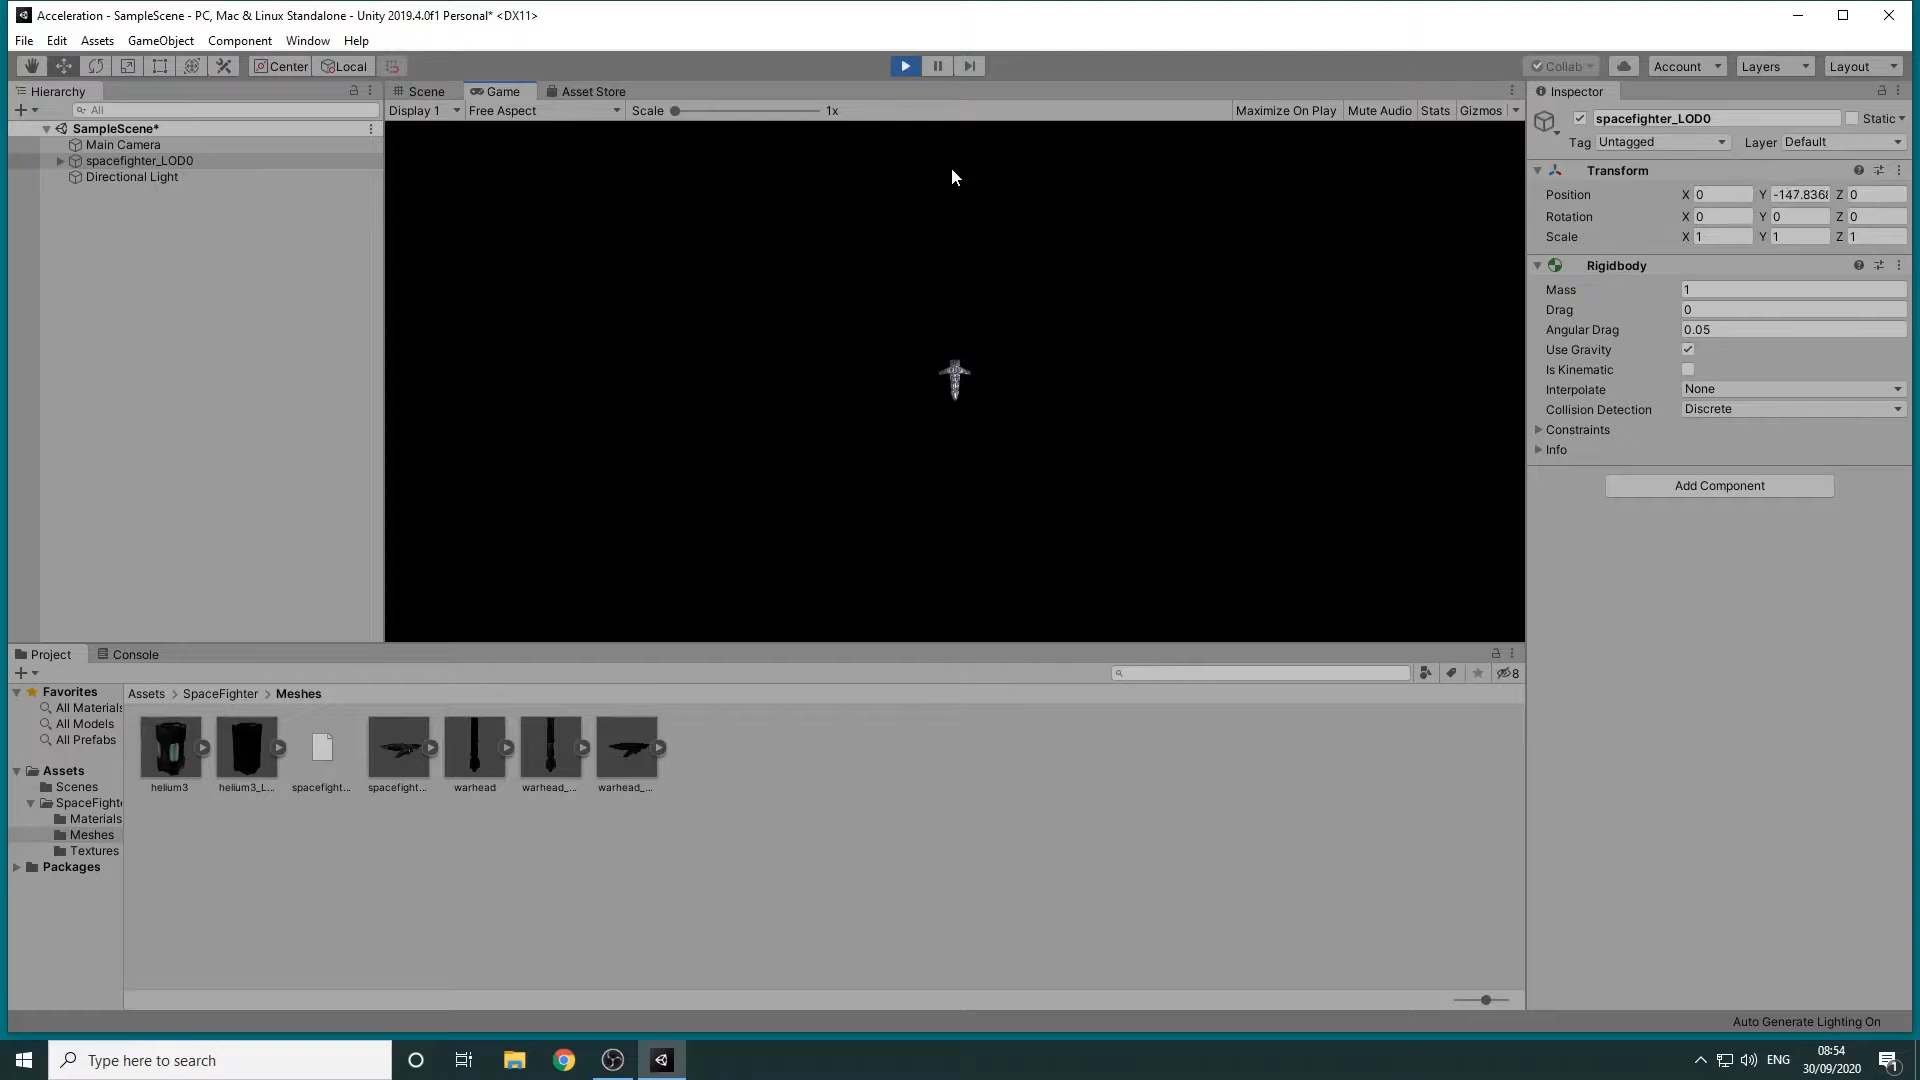 Acceleration - SampleScene - PC, Mac & Linux Standalone - Unity 2019.4.0f1 Personal* <DX11>
File Edit Assets GameObject Component Window Help
Center Local
Collab Account Layers Layout
Hierarchy
All
SampleScene*
Main Camera
spacefighter_LOD0
Directional Light
Scene Game Asset Store
Display 1 Free Aspect Scale 1x Maximize On Play Mute Audio Stats Gizmos
Inspector
spacefighter_LOD0 Static
Tag Untagged Layer Default
Transform
Position X 0 Y -147.836 Z 0
Rotation X 0 Y 0 Z 0
Scale X 1 Y 1 Z 1
Rigidbody
Mass 1
Drag 0
Angular Drag 0.05
Use Gravity
Is Kinematic
Interpolate None
Collision Detection Discrete
Constraints
Info
Add Component
Project Console
8
Favorites
All Materials
All Models
All Prefabs
Assets
Scenes
SpaceFighte
Materials
Meshes
Textures
Packages
Assets > SpaceFighter > Meshes
helium3 helium3_L... spacefight... spacefight... warhead warhead_... warhead_...
Auto Generate Lighting On
Type here to search
ENG
08:54
30/09/2020
1